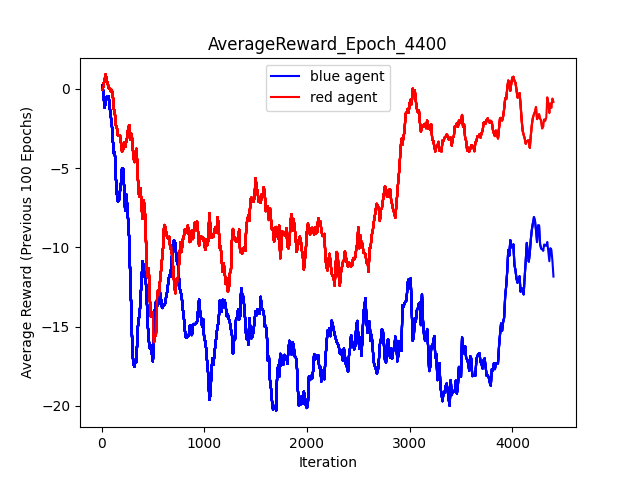 AverageReward_Epoch_4400
blue agent
red agent
Average Reward (Previous 100 Epochs)
0
−5
−10
−15
−20
0
1000
2000
3000
4000
Iteration